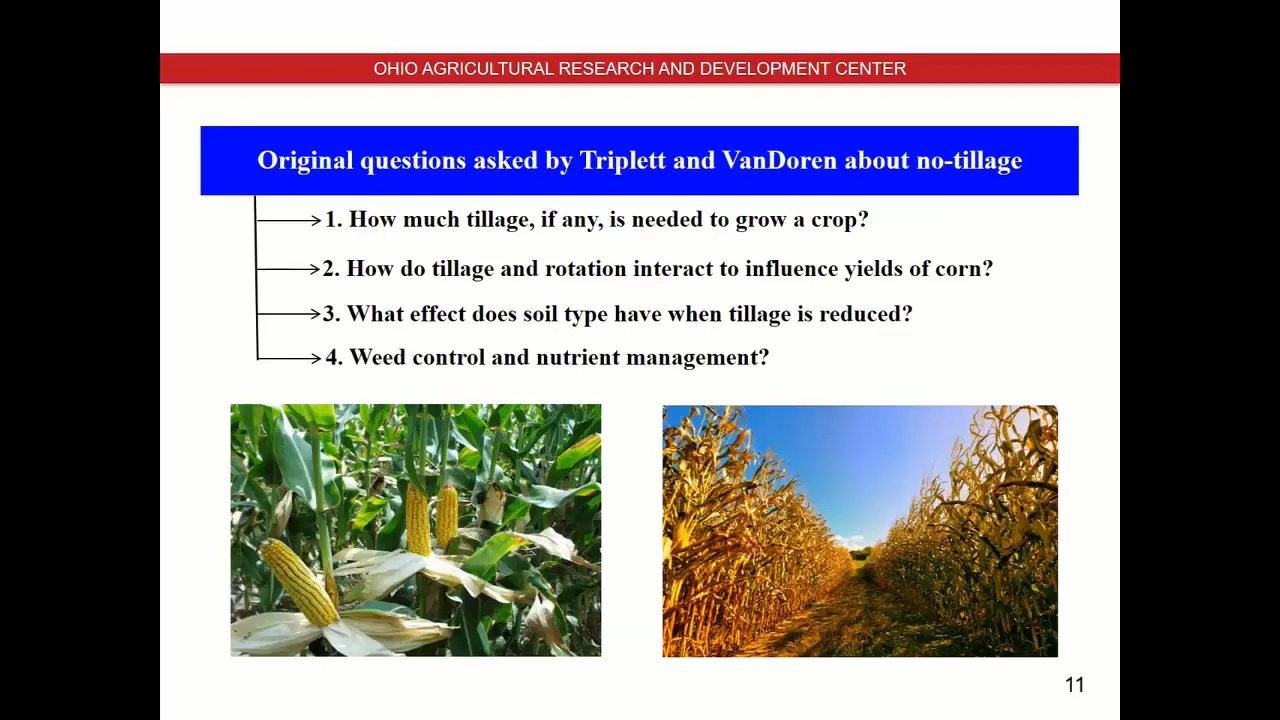 OHIO AGRICULTURAL RESEARCH AND DEVELOPMENT CENTER
Original questions asked by Triplett and VanDoren about no-tillage
1. How much tillage, if any, is needed to grow a crop?
2. How do tillage and rotation interact to influence yields of corn?
3. What effect does soil type have when tillage is reduced?
4. Weed control and nutrient management?
11